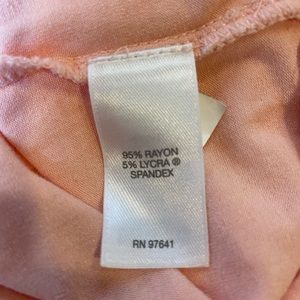 95% RAYON
5% LYCRA ®
SPANDEX
RN 97641